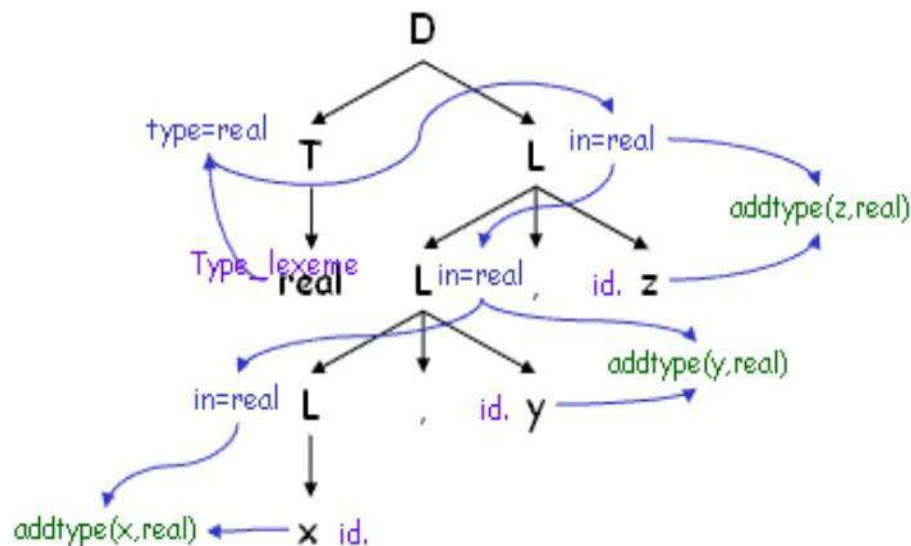 D
type=real T L in=real
addtype(z,real)
Type_lexeme
real L in=real , id. z
addtype(y,real)
in=real L , id. y
addtype(x,real) x id.